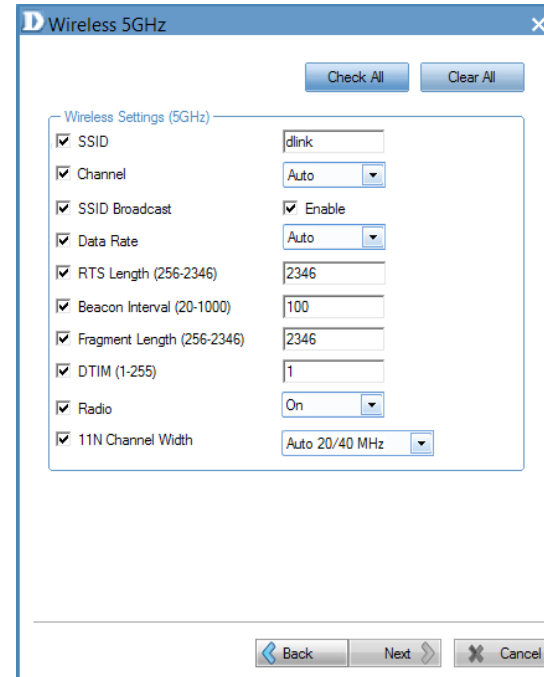 D Wireless 5GHz
Check All Clear All
Wireless Settings (5GHz)
SSID dlink
Channel Auto
SSID Broadcast Enable
Data Rate Auto
RTS Length (256-2346) 2346
Beacon Interval (20-1000) 100
Fragment Length (256-2346) 2346
DTIM (1-255) 1
Radio On
11N Channel Width Auto 20/40 MHz
Back Next Cancel